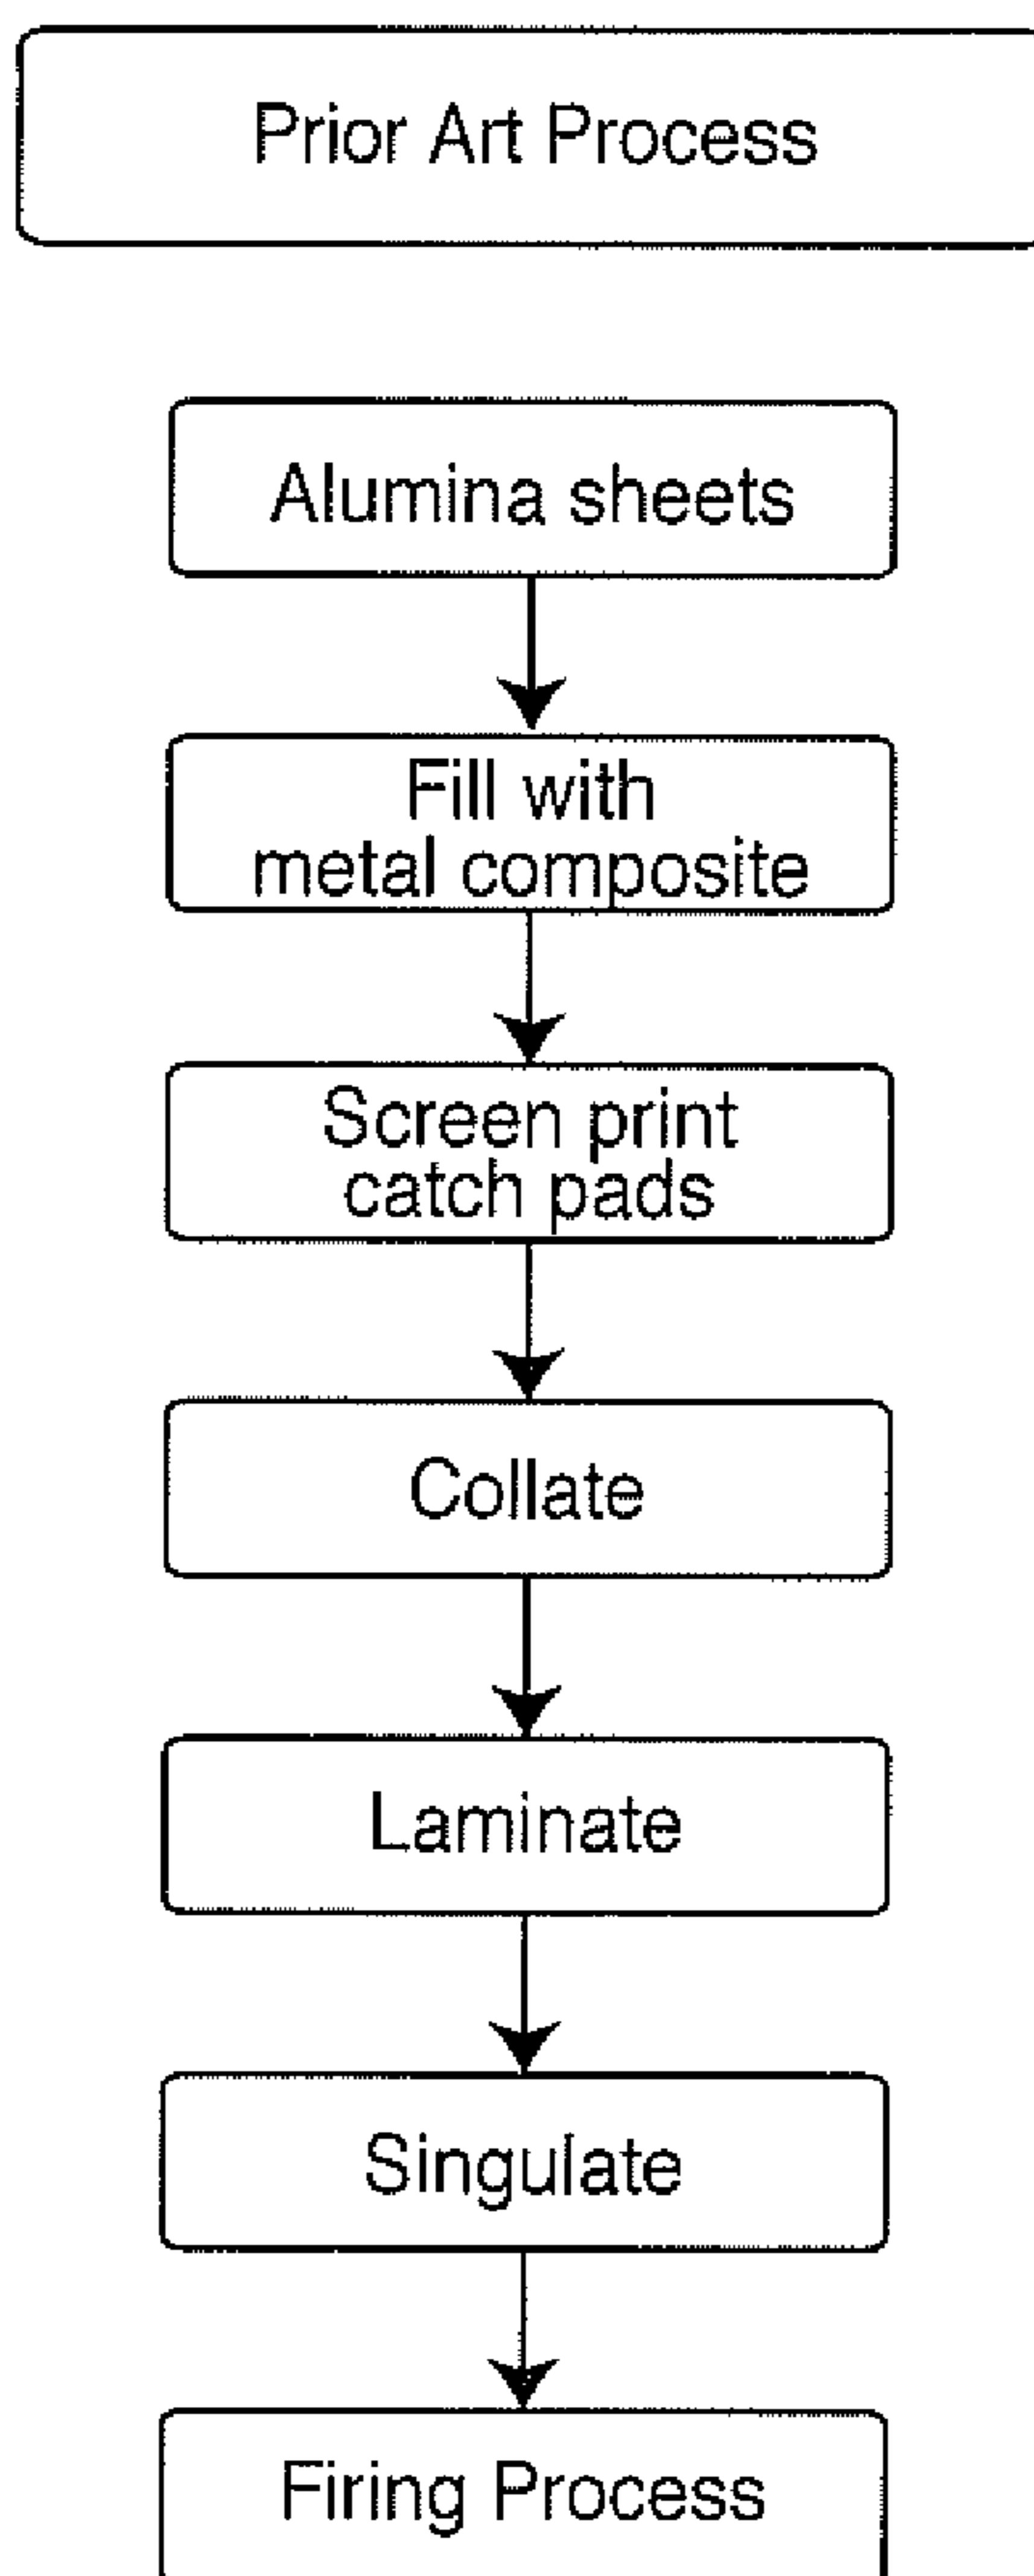 Prior Art Process
Alumina sheets
Fill with
metal composite
Screen print
catch pads
Collate
Laminate
Singulate
Firing Process